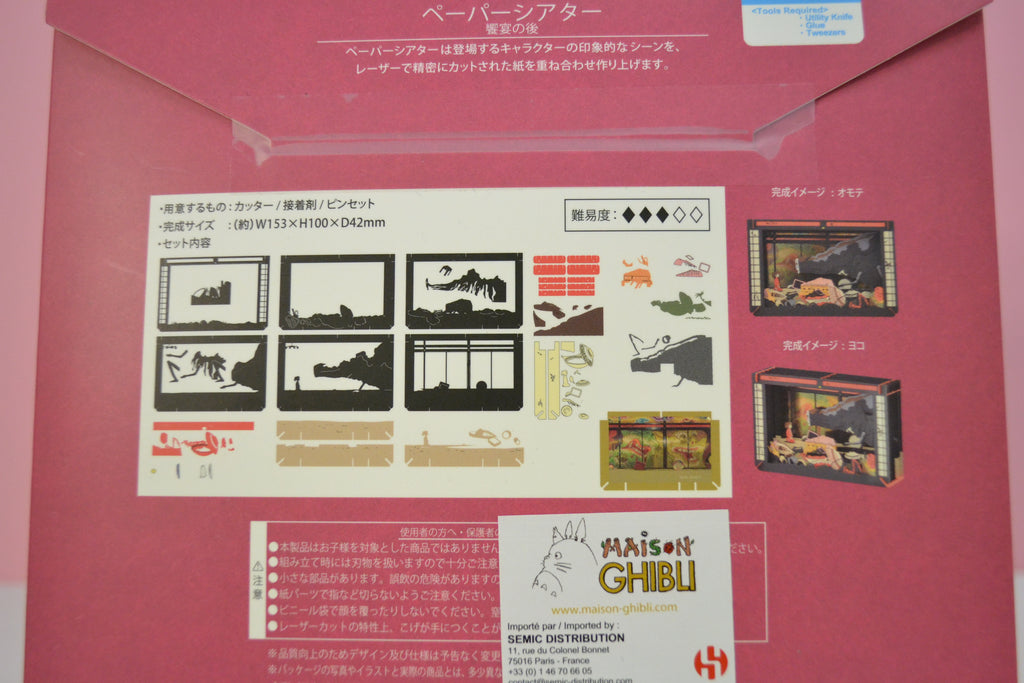 ペーパーシアター
饗宴の後
ペーパーシアターは登場するキャラクターの印象的なシーンを、
レーザーで精密にカットされた紙を重ね合わせ作り上げます。
<Tools Required>
・Utility Knife
・Glue
・Tweezers
・用意するもの：カッター / 接着剤 / ピンセット
・完成サイズ ：(約)W153×H100×D42mm
・セット内容
難易度：◆◆◆◇◇
完成イメージ：オモテ
完成イメージ：ヨコ
使用者の方へ・保護者の
⚠注意
●本製品はお子様を対象とした商品ではありません
ださい。
●組み立て時には刃物を扱いますので十分ご注意
●小さな部品があります。誤飲の危険がありますの
●紙パーツで指など切らないようご注意ください。
●ビニール袋で顔を覆ったりしないでください。窒
●レーザーカットの特性上、こげが手につくことが
※品質向上のためデザイン及び仕様は予告なく変更
※パッケージの写真やイラストと実際の商品とは、多少異な
MAISON
GHIBLI
www.maison-ghibli.com
Importé par / Imported by :
SEMIC DISTRIBUTION
11, rue du Colonel Bonnet
75016 Paris - France
+33 (0) 1 46 70 66 05
contact@semic-distribution.com